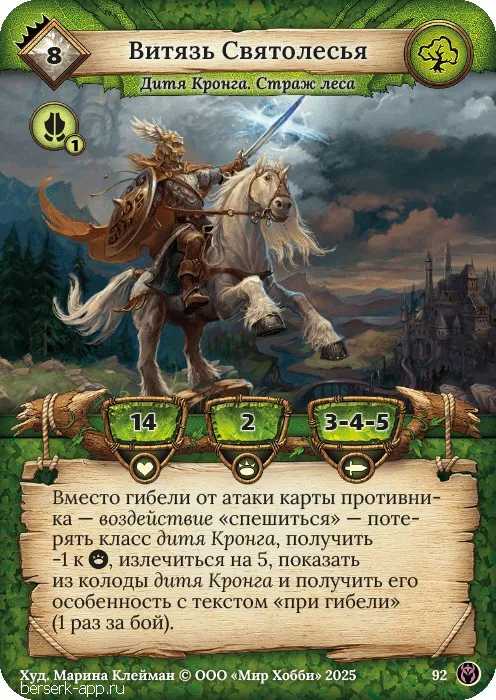 8
Витязь Святолесья
Дитя Кронга. Страж леса
1
14
2
3-4-5
Вместо гибели от атаки карты противни-
ка — воздействие «спешиться» — поте-
рять класс дитя Кронга, получить
-1 к , излечиться на 5, показать
из колоды дитя Кронга и получить его
особенность с текстом «при гибели»
(1 раз за бой).
Худ. Марина Клейман © ООО «Мир Хобби» 2025
92
berserk-app.ru